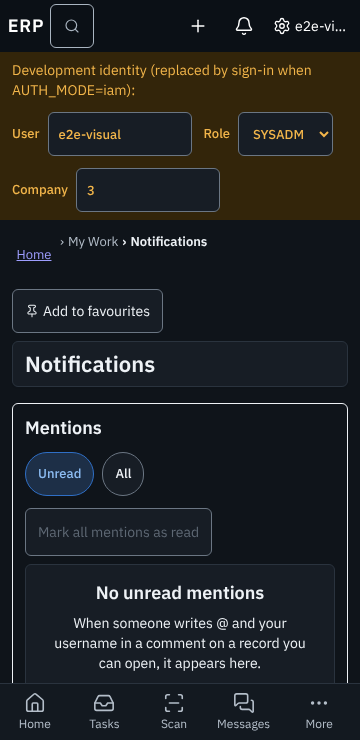 ERP
e2e-vi...
Development identity (replaced by sign-in when
AUTH_MODE=iam):
User e2e-visual Role SYSADM
Company 3
Home › My Work › Notifications
Add to favourites
Notifications
Mentions
Unread All
Mark all mentions as read
No unread mentions
When someone writes @ and your
username in a comment on a record you
can open, it appears here.
Home Tasks Scan Messages More